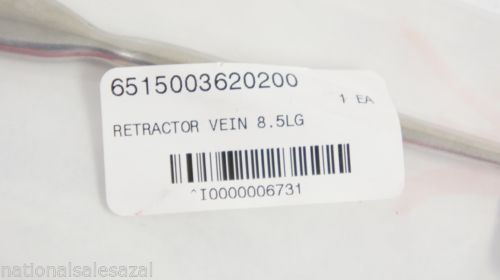 6515003620200
1 EA
RETRACTOR VEIN 8.5LG
^I0000006731
nationalsalesazal